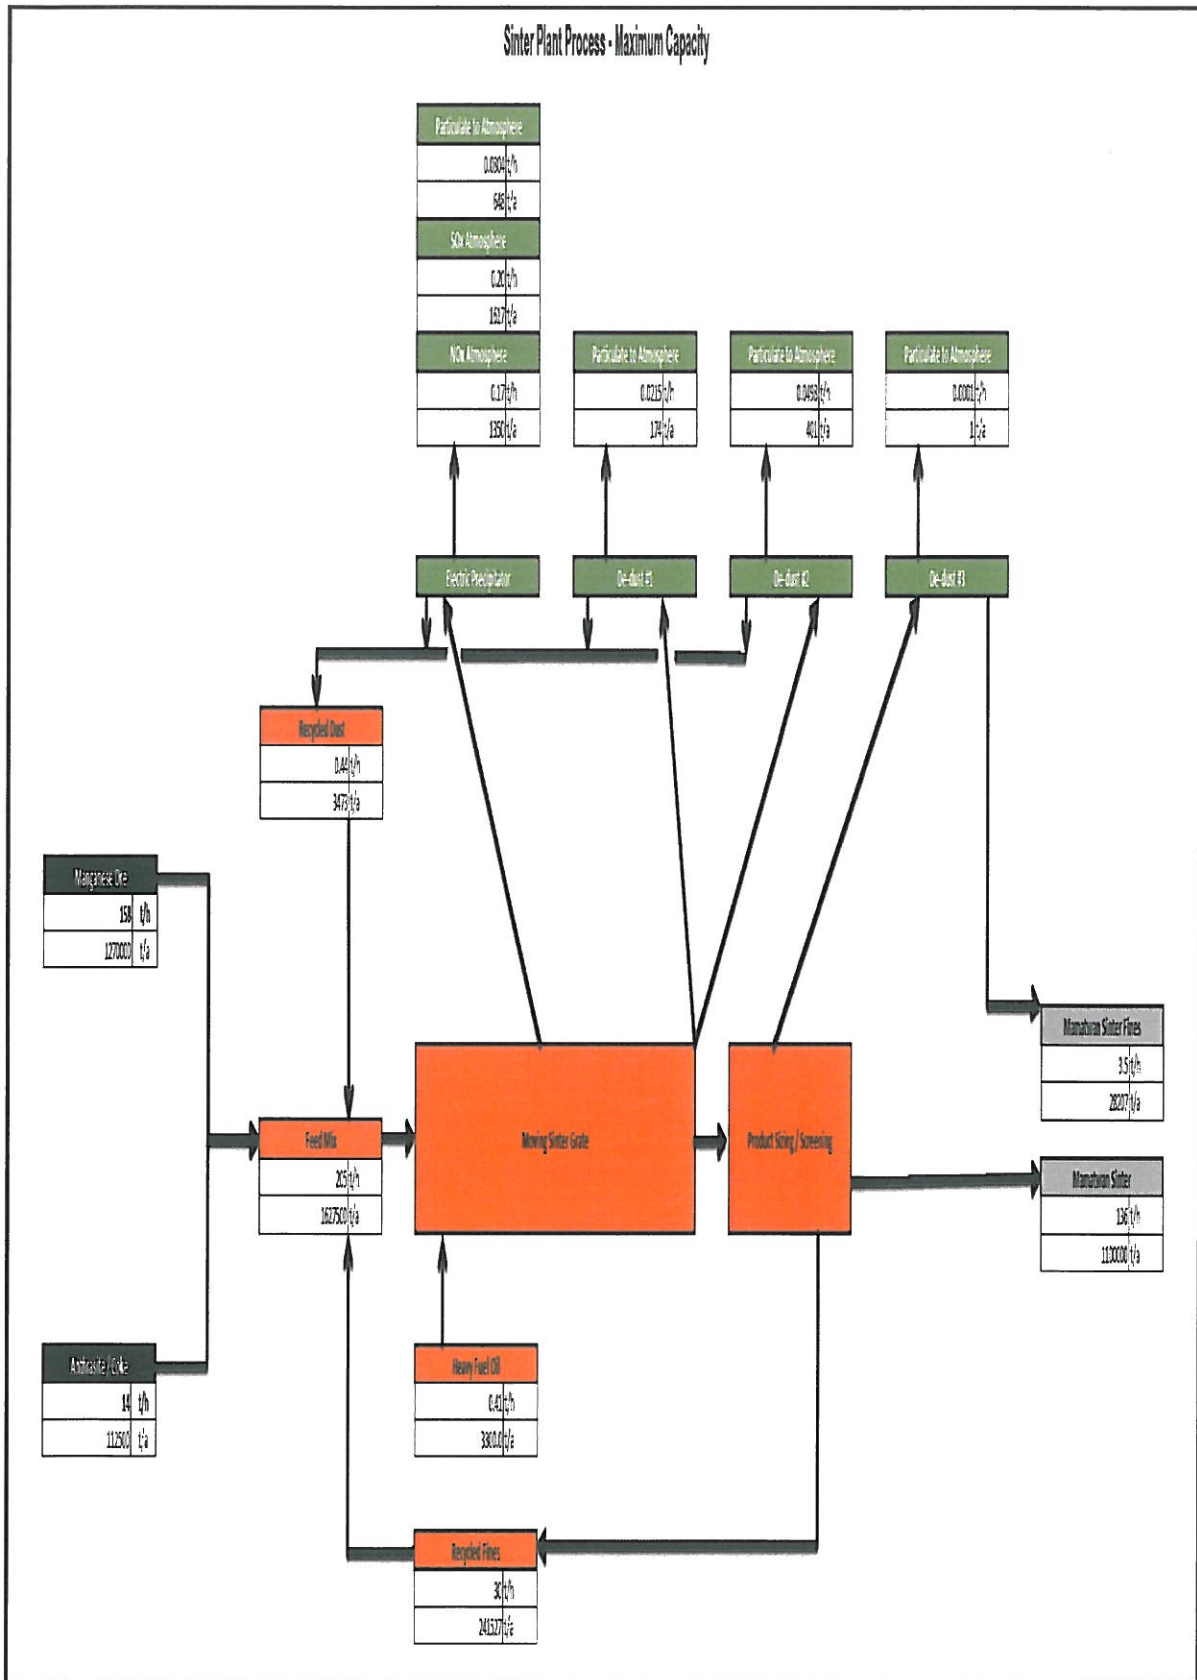 Sinter Plant Process - Maximum Capacity
Particulate to Atmosphere
0.0804 t/h
648 t/a
SOx Atmosphere
0.20 t/h
1617 t/a
NOx Atmosphere
0.17 t/h
1350 t/a
Particulate to Atmosphere
0.0215 t/h
174 t/a
Particulate to Atmosphere
0.0498 t/h
401 t/a
Particulate to Atmosphere
0.0001 t/h
1 t/a
Electric Precipitator
De-dust #1
De-dust #2
De-dust #3
Recycled Dust
0.44 t/h
3473 t/a
Manganese Ore
158 t/h
1270000 t/a
Mamatwan Sinter Fines
3.5 t/h
28207 t/a
Feed Mix
205 t/h
1627500 t/a
Moving Sinter Grate
Product Sizing / Screening
Mamatwan Sinter
136 t/h
1100000 t/a
14 t/h
112500 t/a
Heavy Fuel Oil
0.41 t/h
3300.0 t/a
Recycled Fines
30 t/h
241527 t/a